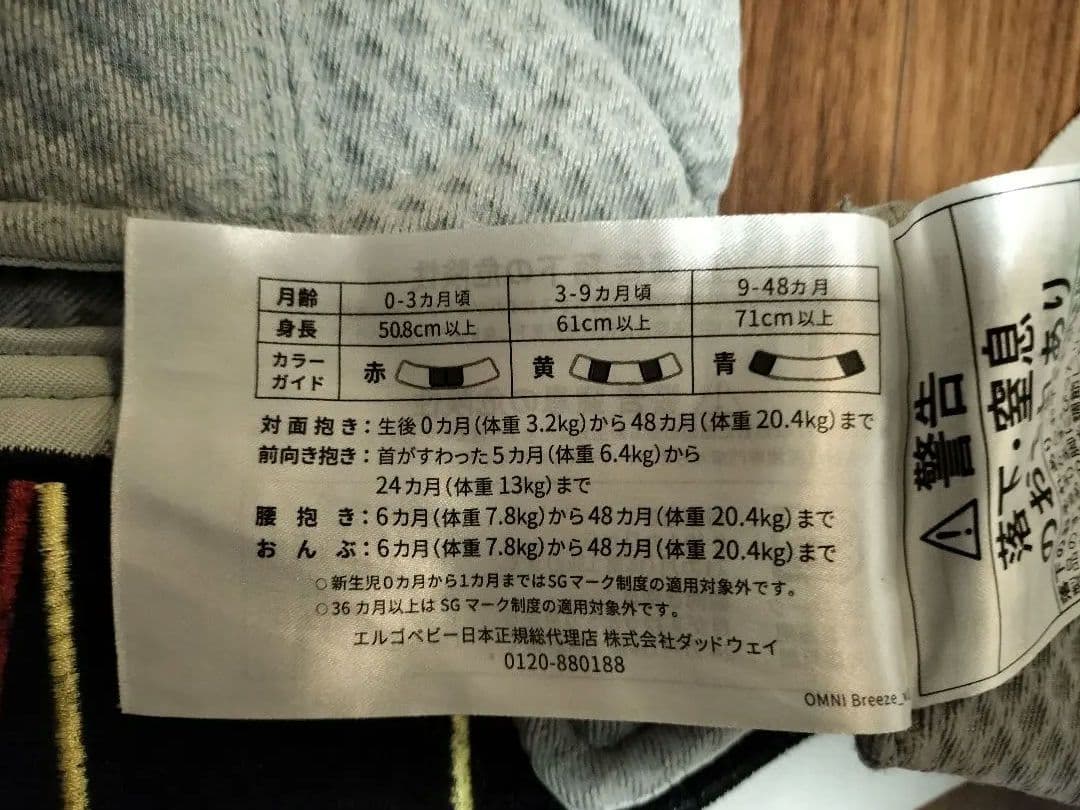 月齢 0-3カ月頃 3-9カ月頃 9-48カ月
身長 50.8cm以上 61cm以上 71cm以上
カラーガイド 赤 黄 青
対面抱き：生後0カ月(体重3.2kg)から48カ月(体重20.4kg)まで
前向き抱き：首がすわった5カ月(体重6.4kg)から
24カ月(体重13kg)まで
腰抱き：6カ月(体重7.8kg)から48カ月(体重20.4kg)まで
おんぶ：6カ月(体重7.8kg)から48カ月(体重20.4kg)まで
○新生児0カ月から1カ月まではSGマーク制度の適用対象外です。
○36カ月以上はSGマーク制度の適用対象外です。
エルゴベビー日本正規総代理店 株式会社ダッドウェイ
0120-880188
OMNI Breeze_
警告
落下・窒息
のおそれあり